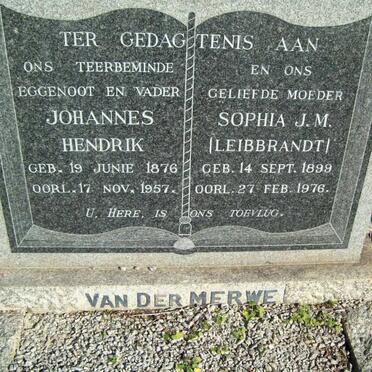 TER GEDAGTENIS AAN
ONS TEERBEMINDE
EGGENOOT EN VADER
JOHANNES
HENDRIK
GEB. 19 JUNIE 1876
OORL. 17 NOV. 1957.
EN ONS
GELIEFDE MOEDER
SOPHIA J.M.
(LEIBBRANDT)
GEB. 14 SEPT. 1899
OORL. 27 FEB. 1976.
U, HERE, IS ONS TOEVLUG.
VAN DER MERWE